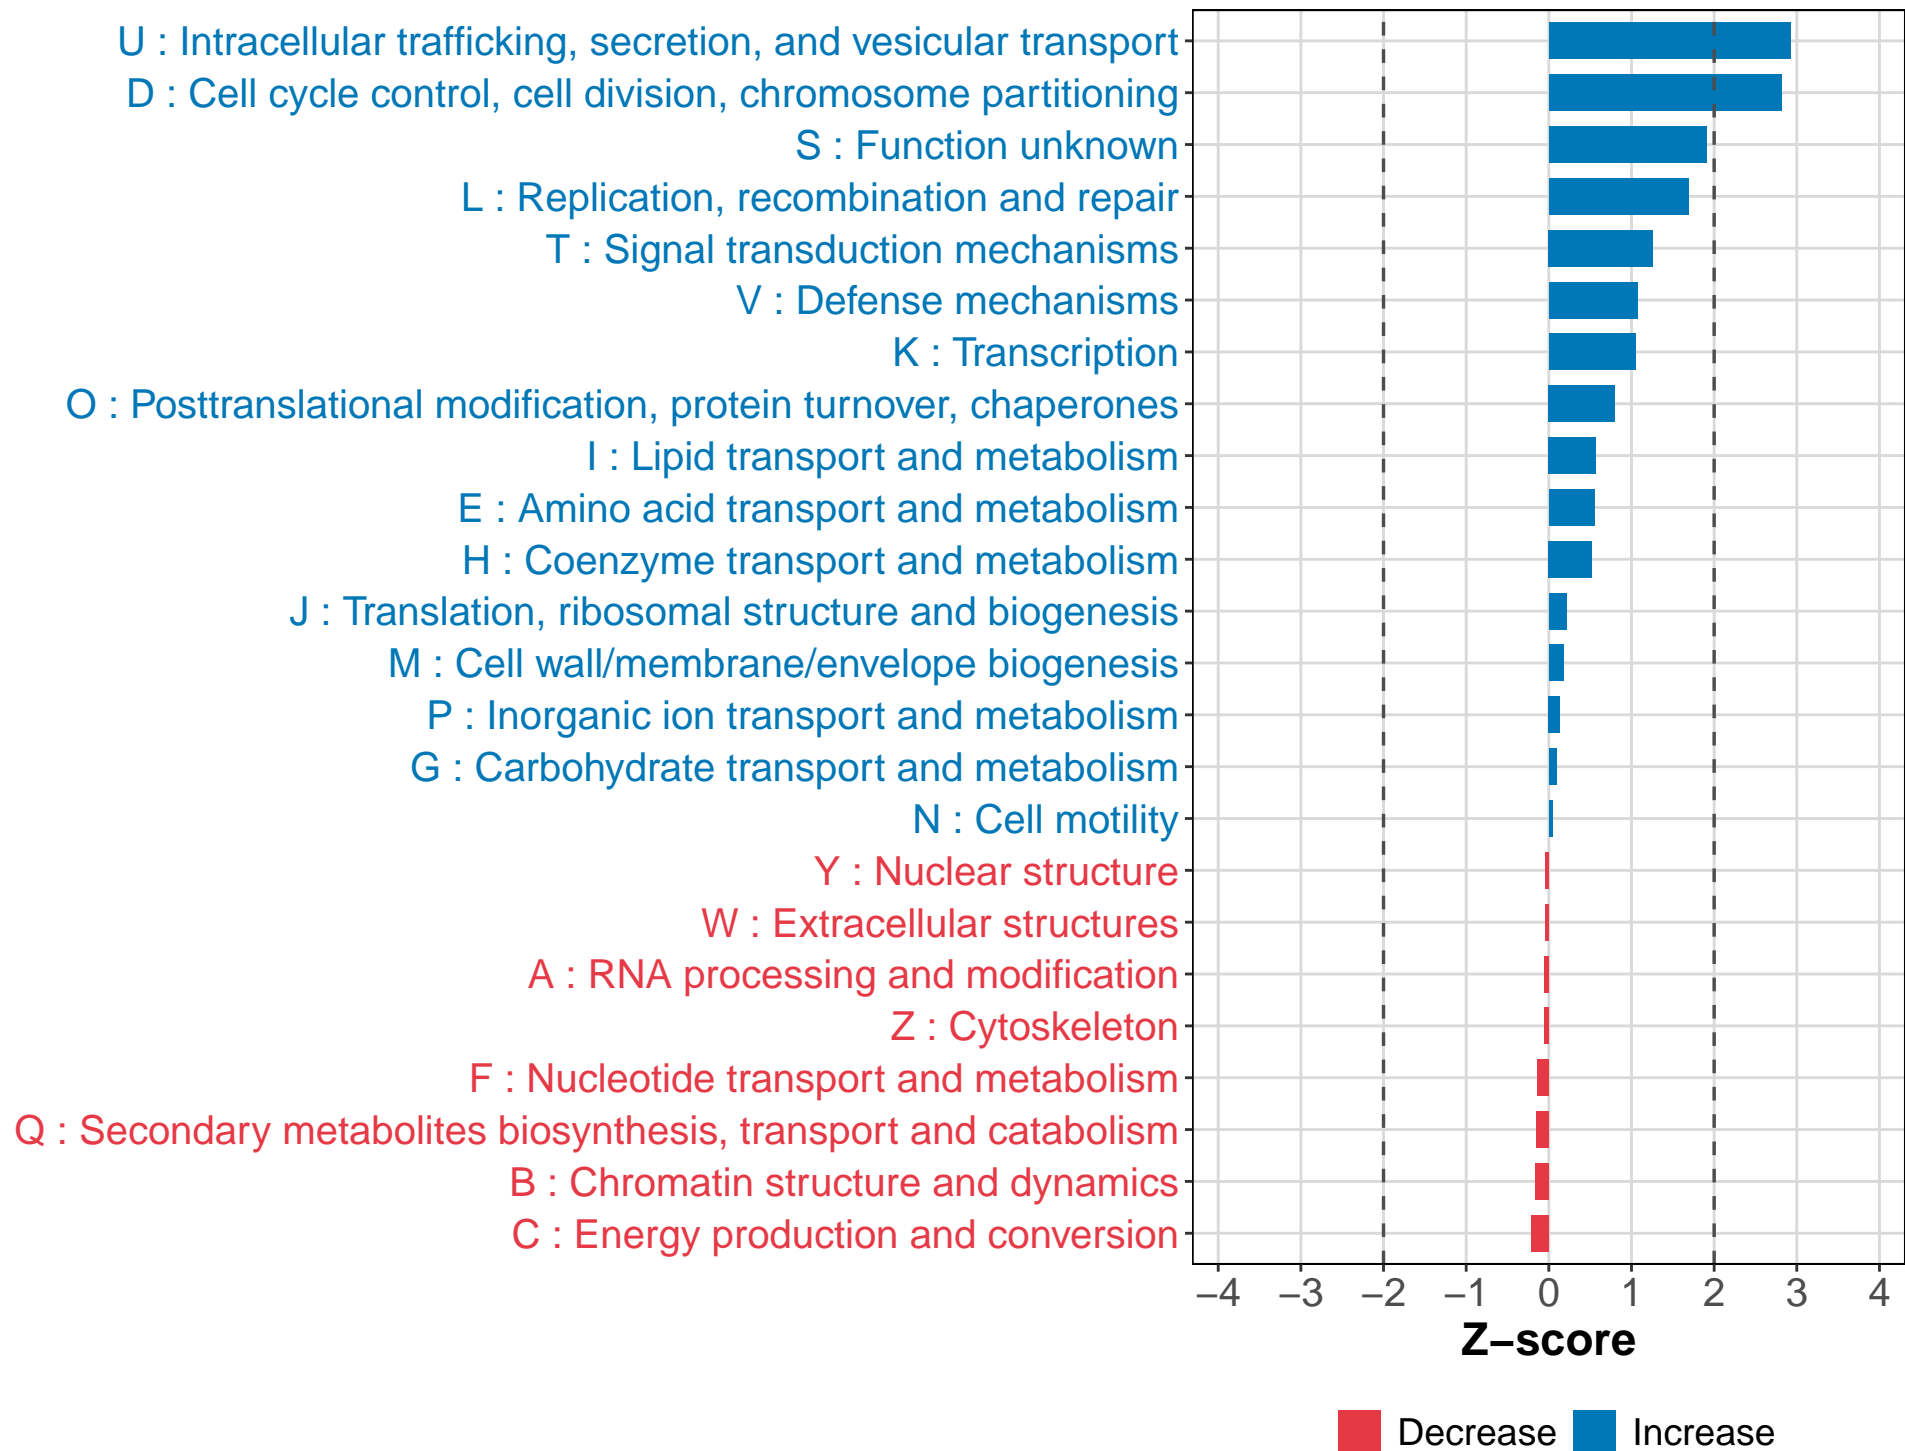 U : Intracellular trafficking, secretion, and vesicular transport
D : Cell cycle control, cell division, chromosome partitioning
S : Function unknown
L : Replication, recombination and repair
T : Signal transduction mechanisms
V : Defense mechanisms
K : Transcription
O : Posttranslational modification, protein turnover, chaperones
I : Lipid transport and metabolism
E : Amino acid transport and metabolism
H : Coenzyme transport and metabolism
J : Translation, ribosomal structure and biogenesis
M : Cell wall/membrane/envelope biogenesis
P : Inorganic ion transport and metabolism
G : Carbohydrate transport and metabolism
N : Cell motility
Y : Nuclear structure
W : Extracellular structures
A : RNA processing and modification
Z : Cytoskeleton
F : Nucleotide transport and metabolism
Q : Secondary metabolites biosynthesis, transport and catabolism
B : Chromatin structure and dynamics
C : Energy production and conversion
−4 −3 −2 −1 0 1 2 3 4
Z−score
Decrease Increase